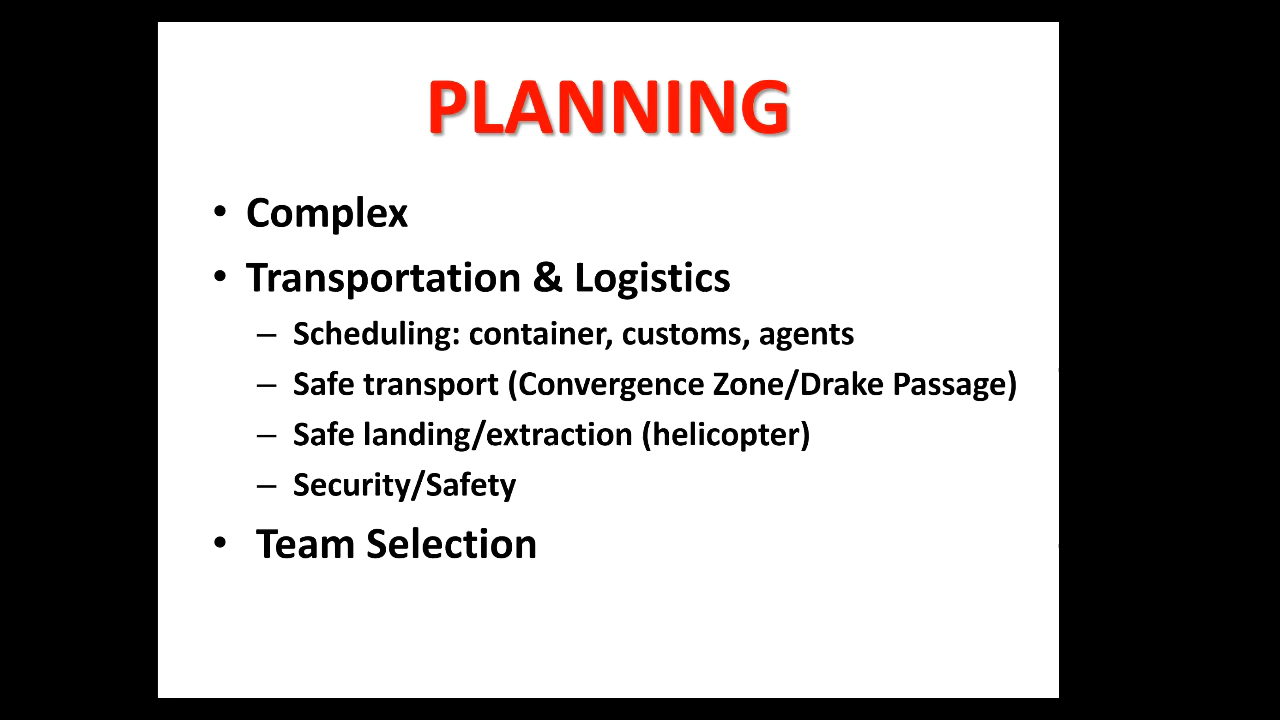 PLANNING
• Complex
• Transportation & Logistics
– Scheduling: container, customs, agents
– Safe transport (Convergence Zone/Drake Passage)
– Safe landing/extraction (helicopter)
– Security/Safety
• Team Selection